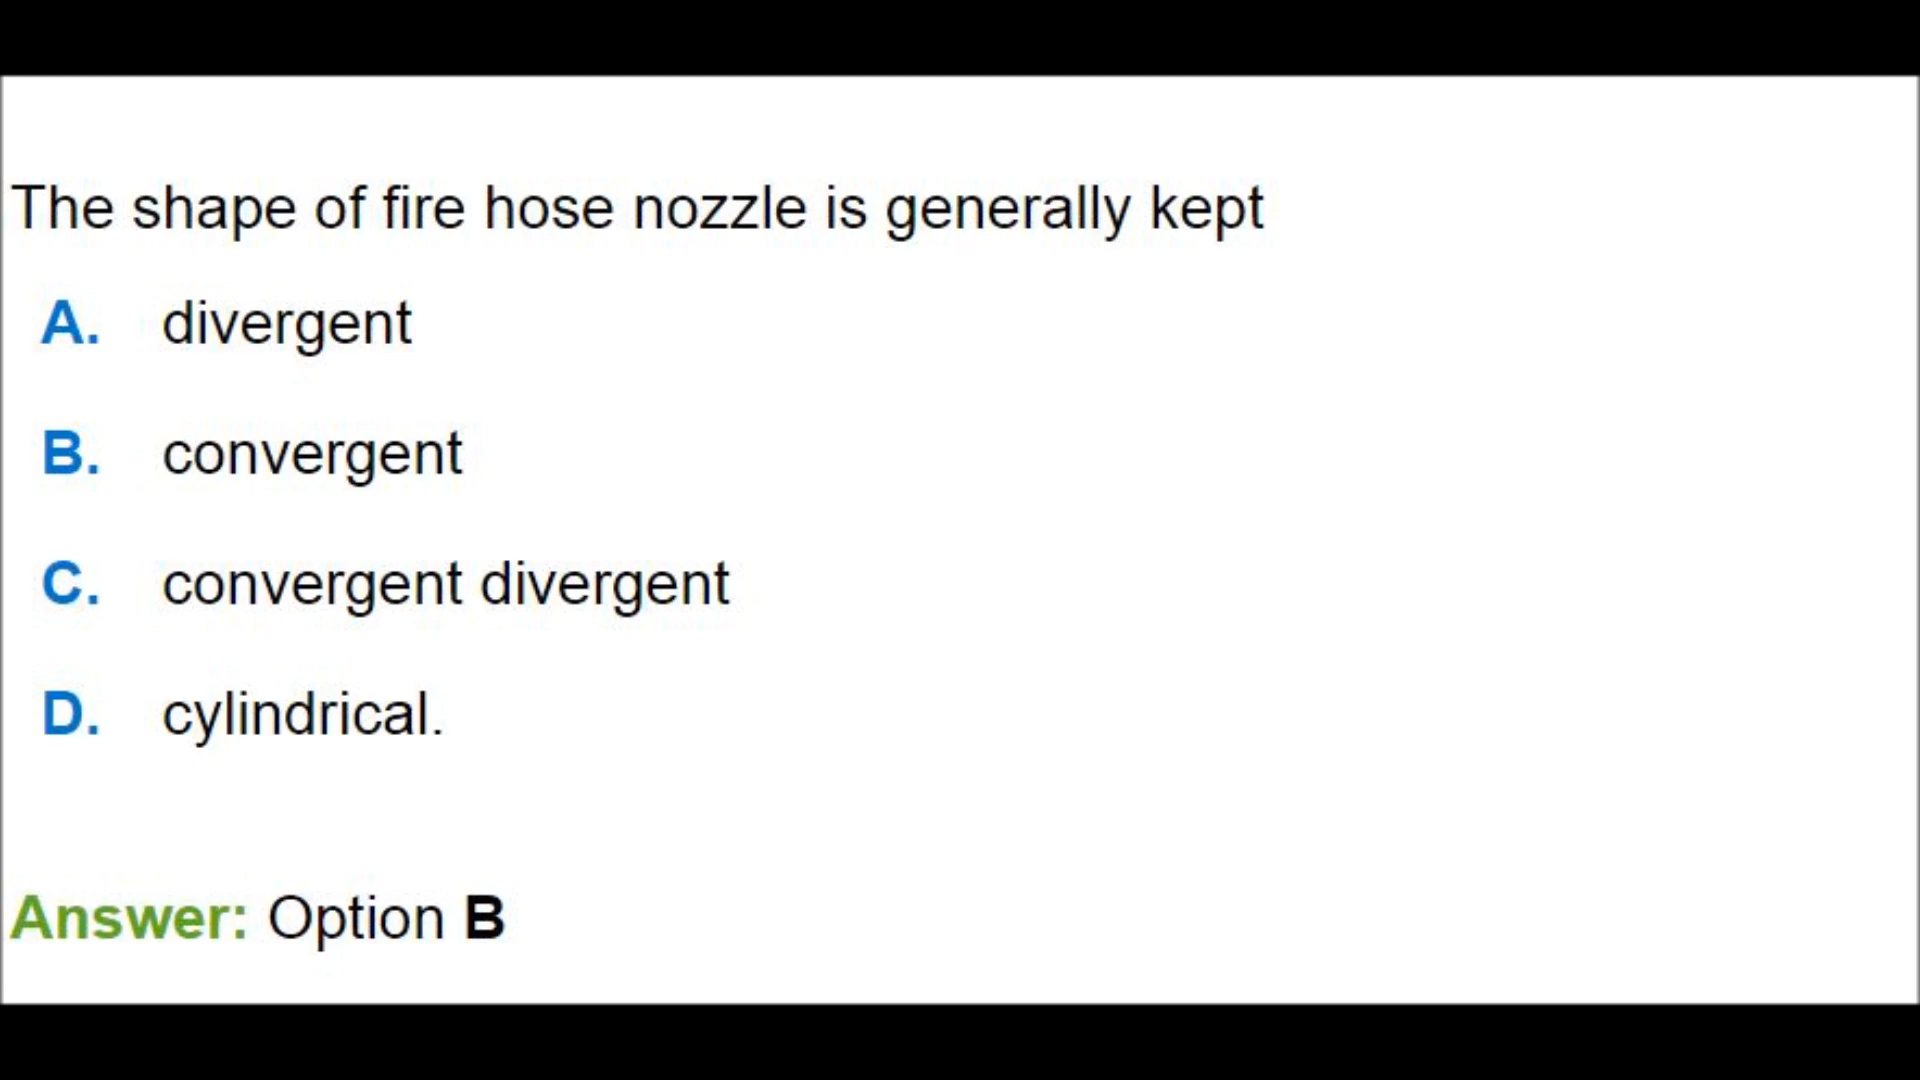 The shape of fire hose nozzle is generally kept
A. divergent
B. convergent
C. convergent divergent
D. cylindrical.
Answer: Option B